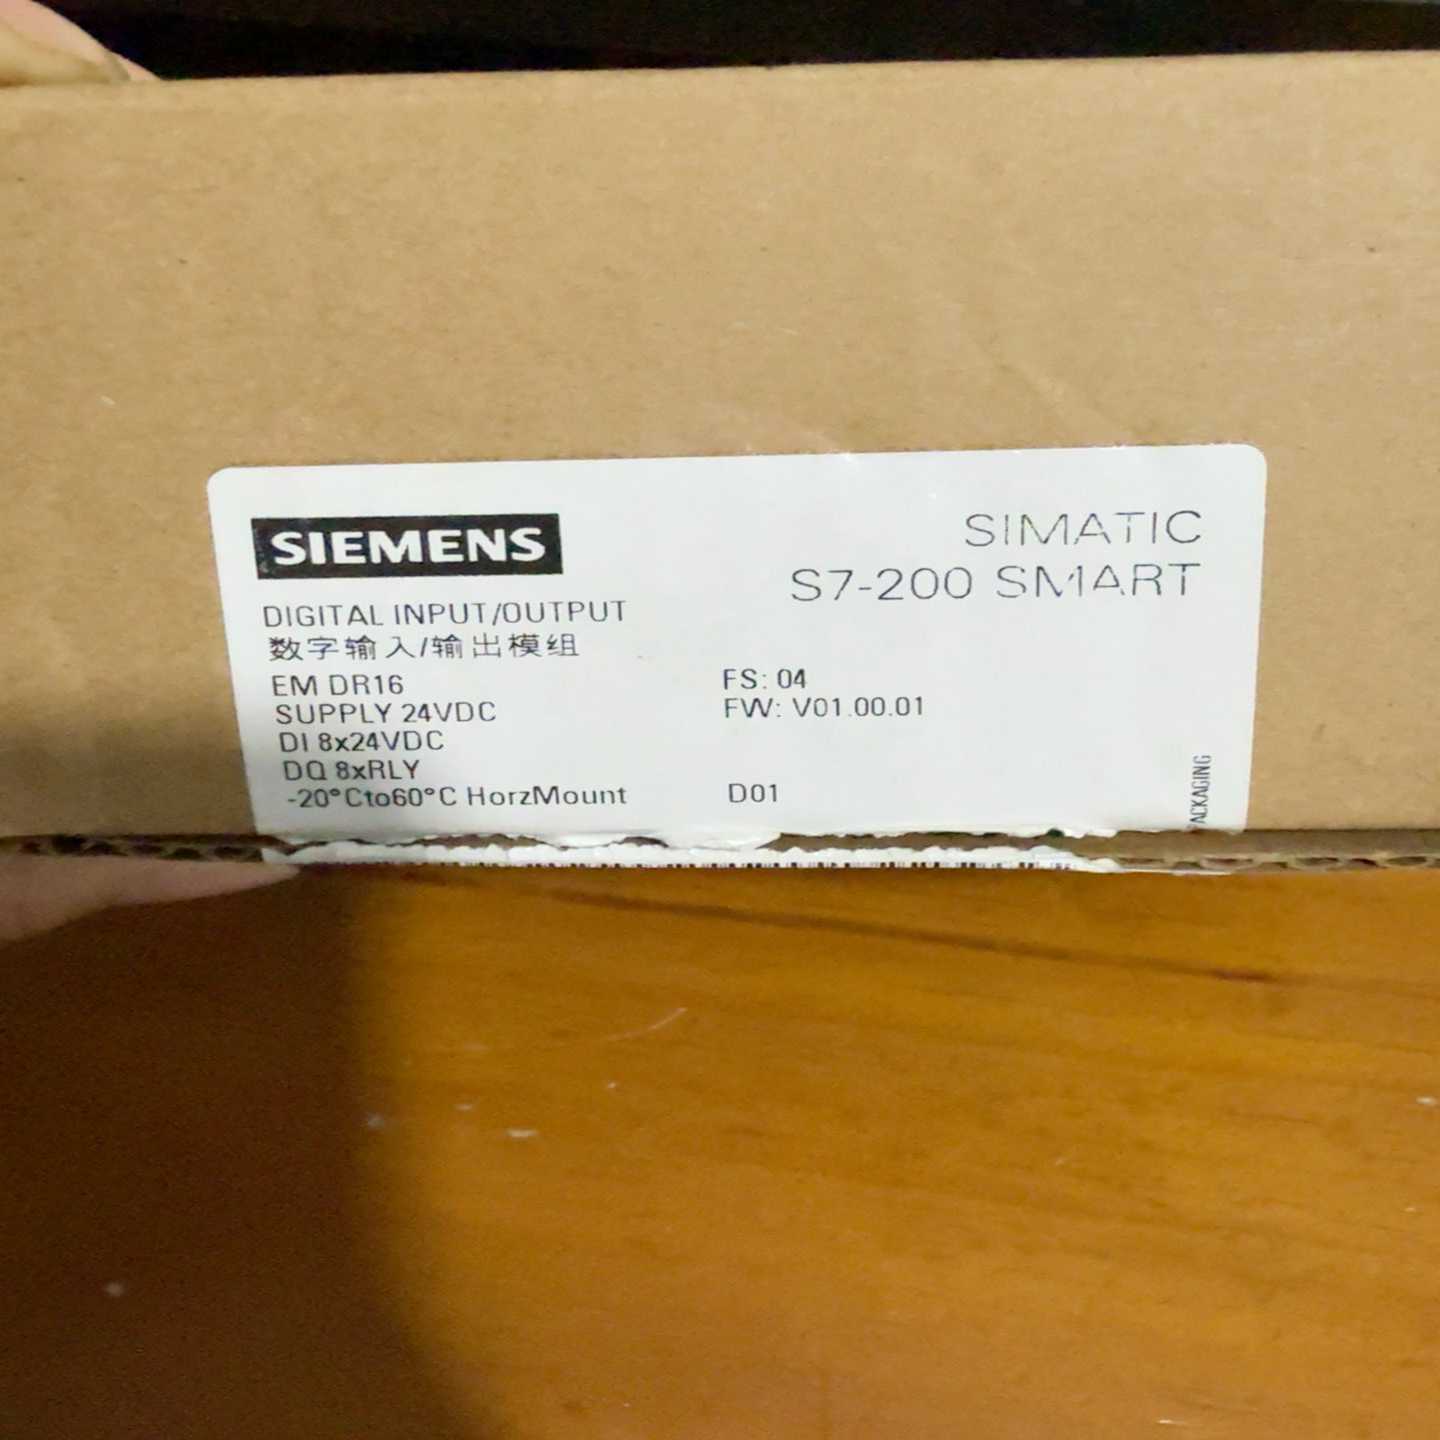 SIEMENS
SIMATIC
S7-200 SMART
DIGITAL INPUT/OUTPUT
数字输入/输出模组
EM DR16
FS: 04
SUPPLY 24VDC
FW: V01.00.01
DI 8x24VDC
DQ 8xRLY
-20°Cto60°C HorzMount
D01
PACKAGING